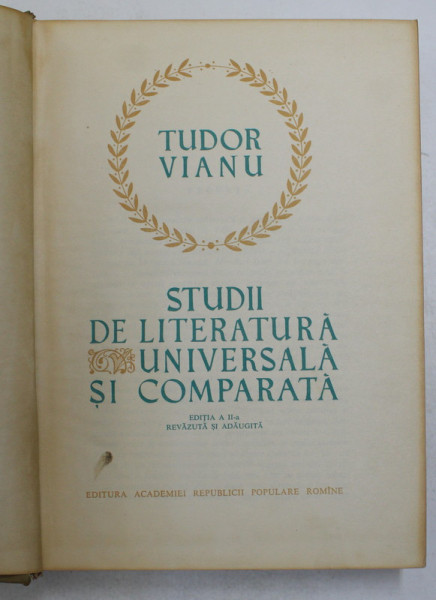 TUDOR
VIANU
STUDII
DE LITERATURĂ
UNIVERSALĂ
ȘI COMPARATĂ
EDIȚIA A II-a
REVĂZUTĂ ȘI ADĂUGITĂ
EDITURA ACADEMIEI REPUBLICII POPULARE ROMÎNE